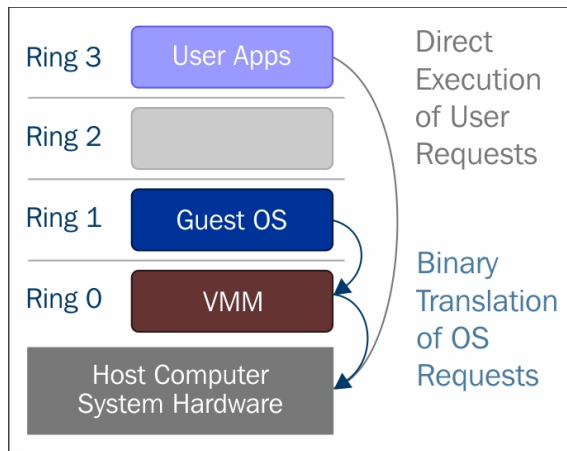 Ring 3
User Apps
Direct
Execution
of User
Requests
Ring 2
Ring 1
Guest OS
Ring 0
VMM
Binary
Translation
of OS
Requests
Host Computer
System Hardware